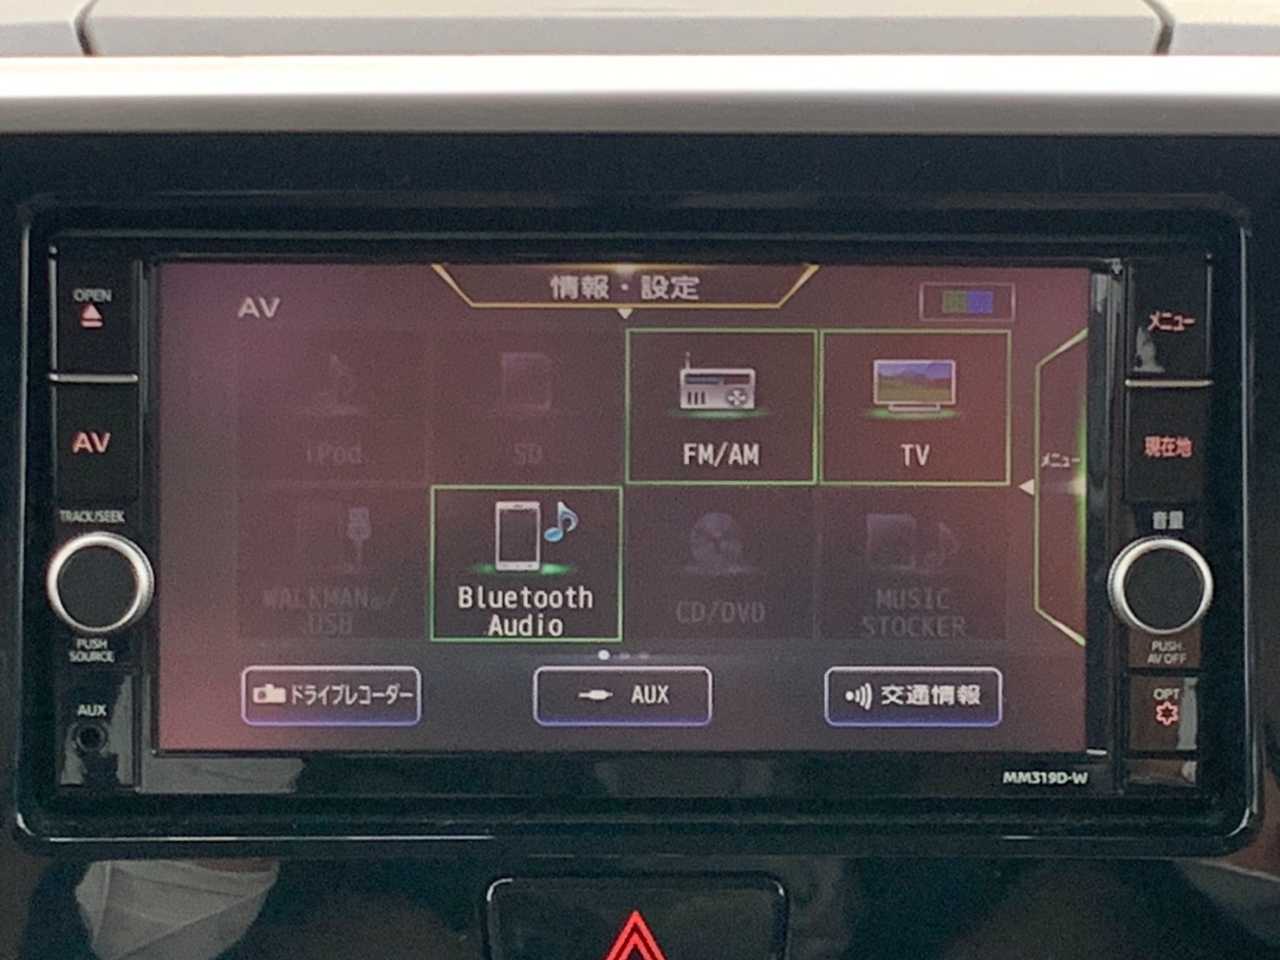 OPEN
AV
TRACK/SEEK
PUSH
SOURCE
AUX
AV
情報・設定
iPod
SD
FM/AM
TV
WALKMAN®/
USB
Bluetooth
Audio
CD/DVD
MUSIC
STOCKER
メニュー
ドライブレコーダー
AUX
交通情報
メニュー
現在地
音量
PUSH
AV OFF
OPT
MM319D-W